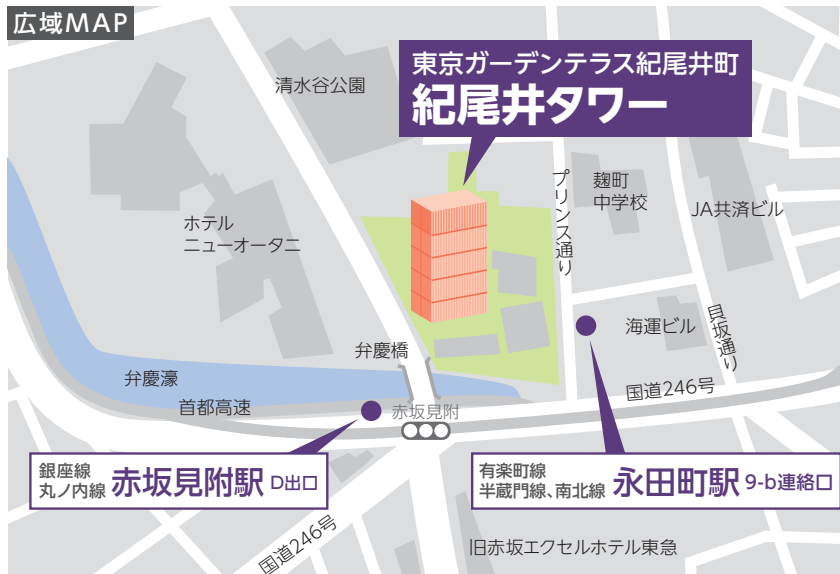 広域MAP
東京ガーデンテラス紀尾井町
紀尾井タワー
清水谷公園
ホテル
ニューオータニ
プリンス通り
麹町
中学校
JA共済ビル
海運ビル
貝坂通り
弁慶橋
弁慶濠
首都高速
赤坂見附
国道246号
銀座線
丸ノ内線
赤坂見附駅 D出口
有楽町線
半蔵門線、南北線
永田町駅 9-b連絡口
国道246号
旧赤坂エクセルホテル東急